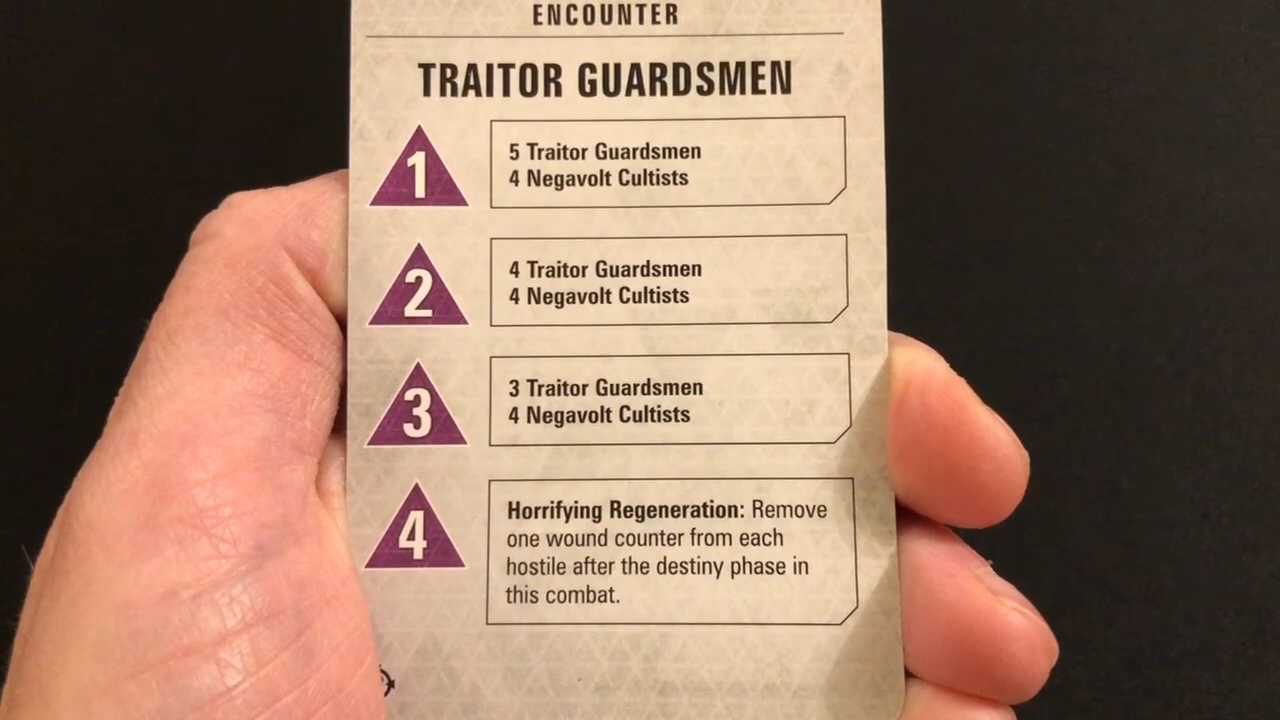 ENCOUNTER
TRAITOR GUARDSMEN
1
5 Traitor Guardsmen
4 Negavolt Cultists
2
4 Traitor Guardsmen
4 Negavolt Cultists
3
3 Traitor Guardsmen
4 Negavolt Cultists
4
Horrifying Regeneration: Remove
one wound counter from each
hostile after the destiny phase in
this combat.